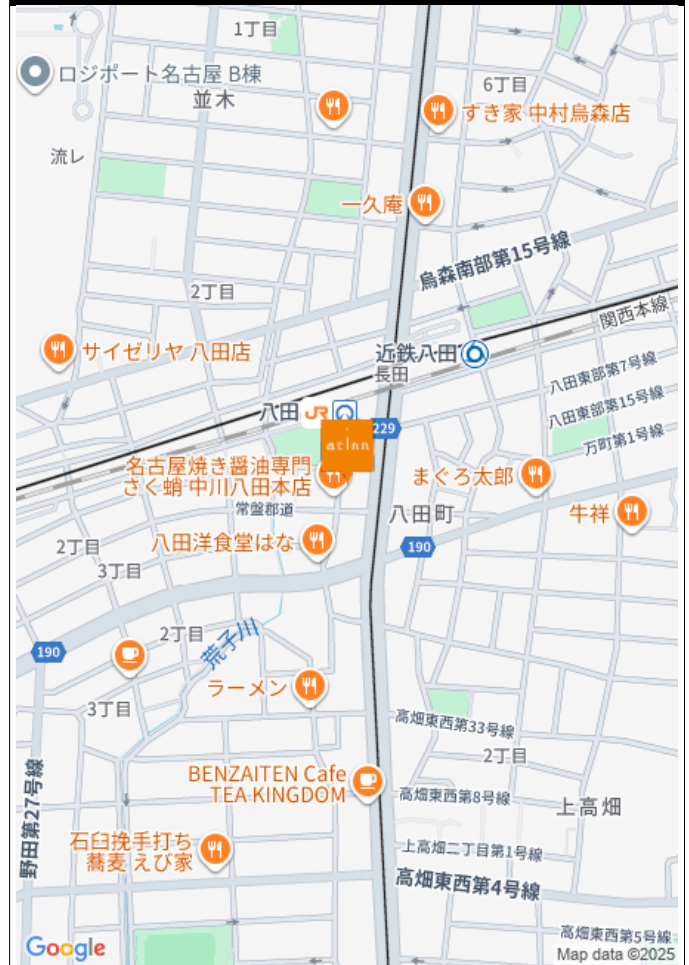 1丁目
ロジポート名古屋 B棟
並木
6丁目
すき家 中村烏森店
流レ
一久庵
烏森南部第15号線
2丁目
関西本線
サイゼリヤ 八田店
近鉄八田
長田
八田東部第7号線
八田 JR
229
atinn
八田東部第15号線
万町第1号線
名古屋焼き醤油専門
さく蛸 中川八田本店
まぐろ太郎
常盤郡道
八田町
牛祥
八田洋食堂はな
190
2丁目
3丁目
2丁目
荒子川
190
ラーメン
3丁目
高畑東西第33号線
2丁目
BENZAITEN Cafe
TEA KINGDOM
高畑東西第8号線
上高畑
野田第27号線
石臼挽手打ち
蕎麦 えび家
上高畑二丁目第1号線
高畑東西第4号線
高畑東西第5号線
Google
Map data ©2025